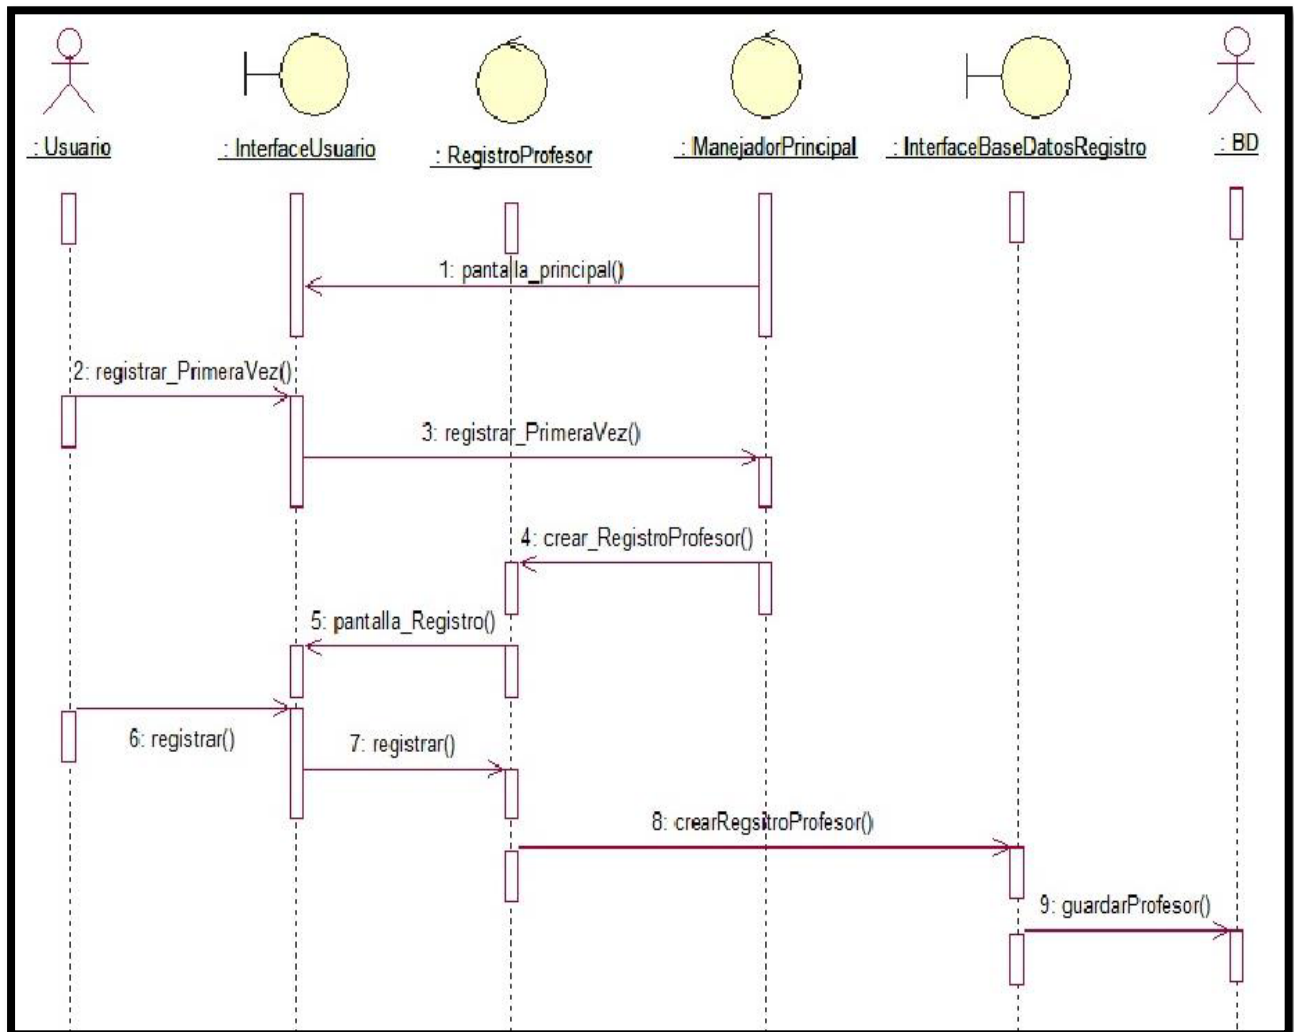 : Usuario
: InterfaceUsuario
: RegistroProfesor
: ManejadorPrincipal
: InterfaceBaseDatosRegistro
: BD
1: pantalla_principal()
2: registrar_PrimeraVez()
3: registrar_PrimeraVez()
4: crear_RegistroProfesor()
5: pantalla_Registro()
6: registrar()
7: registrar()
8: crearRegsitroProfesor()
9: guardarProfesor()